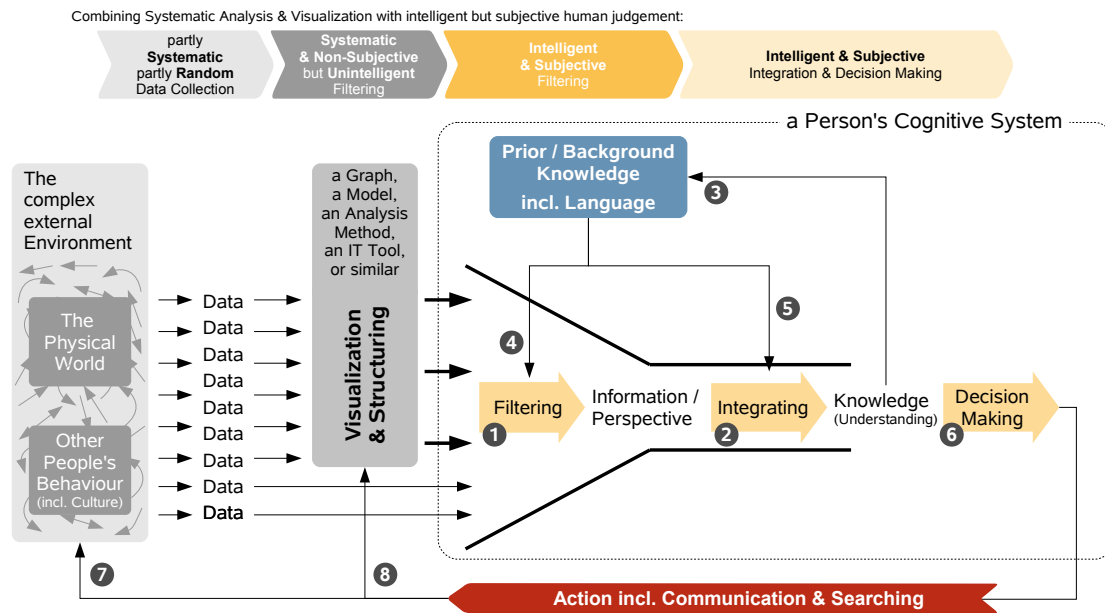 Combining Systematic Analysis & Visualization with intelligent but subjective human judgement:
partly
Systematic
partly Random
Data Collection
Systematic
& Non-Subjective
but Unintelligent
Filtering
Intelligent
& Subjective
Filtering
Intelligent & Subjective
Integration & Decision Making
a Person's Cognitive System
The
complex
external
Environment
The
Physical
World
Other
People's
Behaviour
(incl. Culture)
Data
Data
Data
Data
Data
Data
Data
Data
Data
a Graph,
a Model,
an Analysis
Method,
an IT Tool,
or similar
Visualization
& Structuring
Prior / Background
Knowledge
incl. Language
3
4
5
Filtering
1
Information /
Perspective
Integrating
2
Knowledge
(Understanding)
Decision
Making
6
7
8
Action incl. Communication & Searching